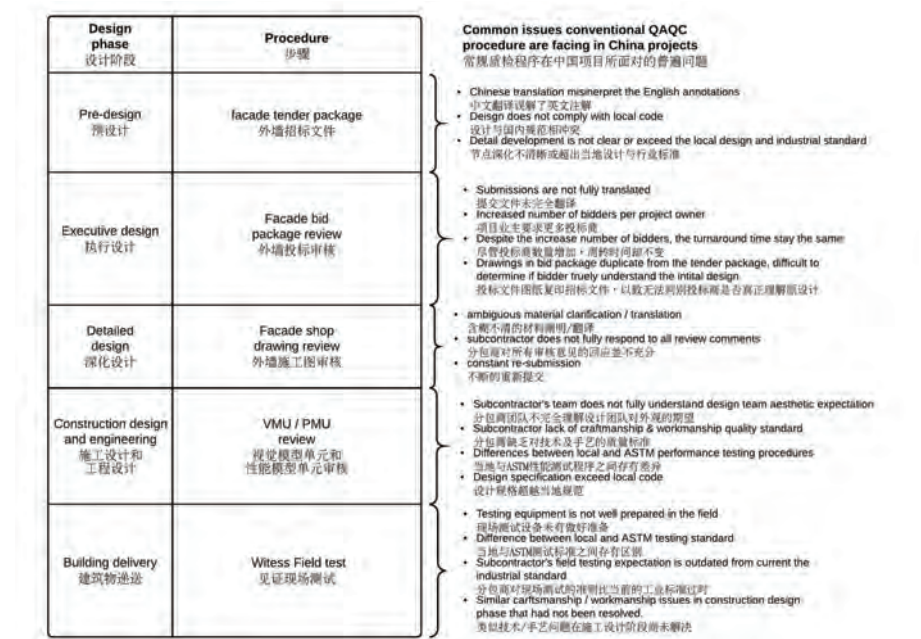 Design
phase
设计阶段
Procedure
步骤
Common issues conventional QAQC
procedure are facing in China projects
常规质检程序在中国项目所面对的普遍问题
Pre-design
预设计
facade tender package
外墙招标文件
• Chinese translation misinerpret the English annotations
中文翻译误解了英文注解
• Deisgn does not comply with local code
设计与国内规范相冲突
• Detail development is not clear or exceed the local design and industrial standard
节点深化不清晰或超出当地设计与行业标准
Executive design
执行设计
Facade bid
package review
外墙投标审核
• Submissions are not fully translated
提交文件未完全翻译
• Increased number of bidders per project owner
项目业主要求更多投标商
• Despite the increase number of bidders, the turnaround time stay the same
尽管投标商数量增加，周转时间却不变
• Drawings in bid package duplicate from the tender package, difficult to
determine if bidder truely understand the intital design
投标文件图纸复印招标文件，以致无法判别投标商是否真正理解原设计
Detailed
design
深化设计
Facade shop
drawing review
外墙施工图审核
• ambiguous material clarification / translation
含糊不清的材料阐明/翻译
• subcontractor does not fully respond to all review comments
分包商对所有审核意见的回应并不充分
• constant re-submission
不断的重新提交
Construction design
and engineering
施工设计和
工程设计
VMU / PMU
review
视觉模型单元和
性能模型单元审核
• Subcontractor's team does not fully understand design team aesthetic expectation
分包商团队不完全理解设计团队对外观的期望
• Subcontractor lack of craftmanship & workmanship quality standard
分包商缺乏对技术及手艺的质量标准
• Differences between local and ASTM performance testing procedures
当地与ASTM性能测试程序之间存有差异
• Design specification exceed local code
设计规格超越当地规范
Building delivery
建筑物递送
Witess Field test
见证现场测试
• Testing equipment is not well prepared in the field
现场测试设备未有做好准备
• Difference between local and ASTM testing standard
当地与ASTM测试标准之间存有区别
• Subcontractor's field testing expectation is outdated from current the
industrial standard
分包商对现场测试的准则比当前的工业标准过时
• Similar carftsmanship / workmanship issues in construction design
phase that had not been resolved.
类似技术/手艺问题在施工设计阶段尚未解决